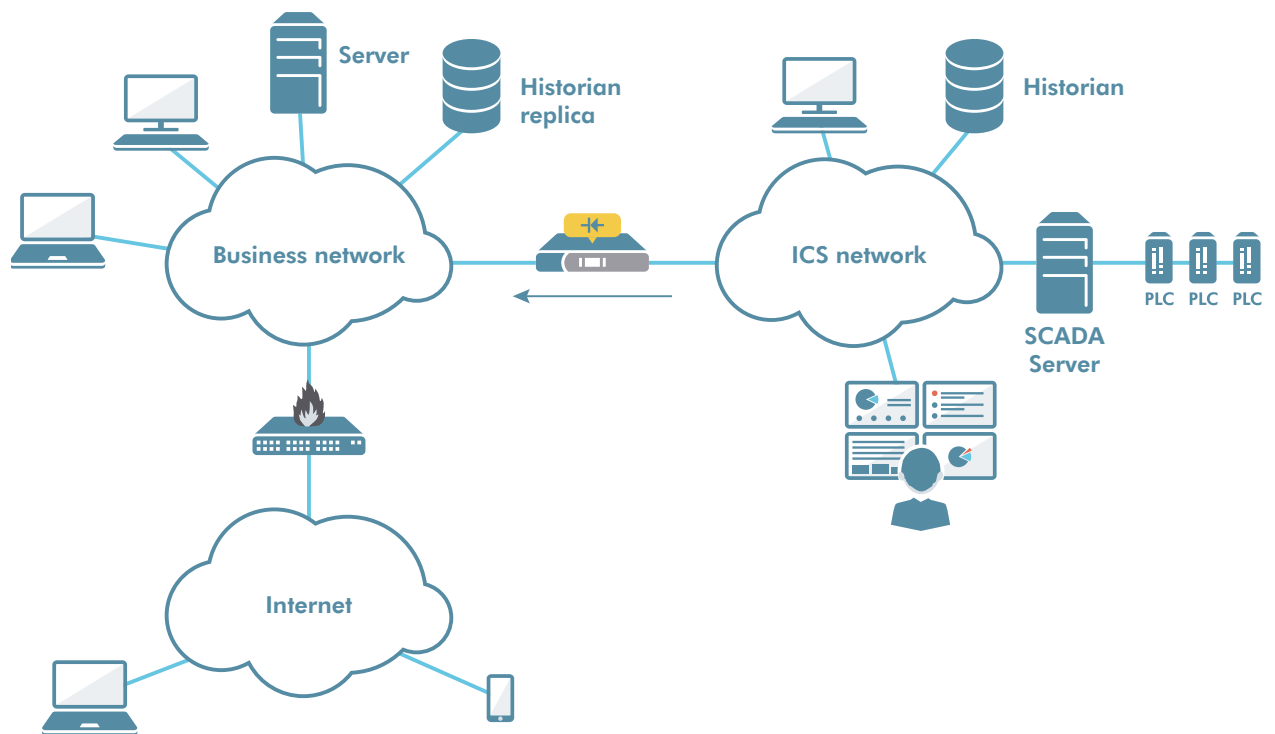 Server
Historian
replica
Historian
Business network
ICS network
PLC PLC PLC
SCADA
Server
Internet